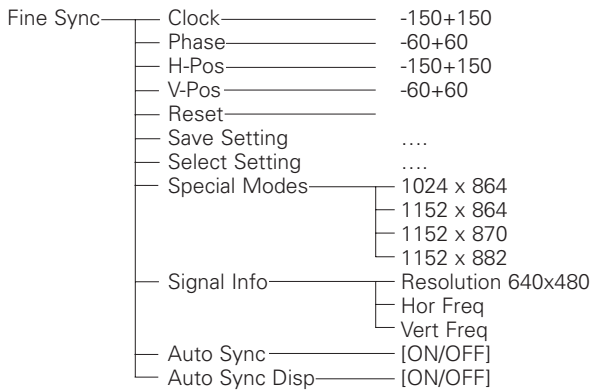 Fine Sync Clock -150+150
Phase -60+60
H-Pos -150+150
V-Pos -60+60
Reset
Save Setting ....
Select Setting ....
Special Modes 1024 x 864
1152 x 864
1152 x 870
1152 x 882
Signal Info Resolution 640x480
Hor Freq
Vert Freq
Auto Sync [ON/OFF]
Auto Sync Disp [ON/OFF]